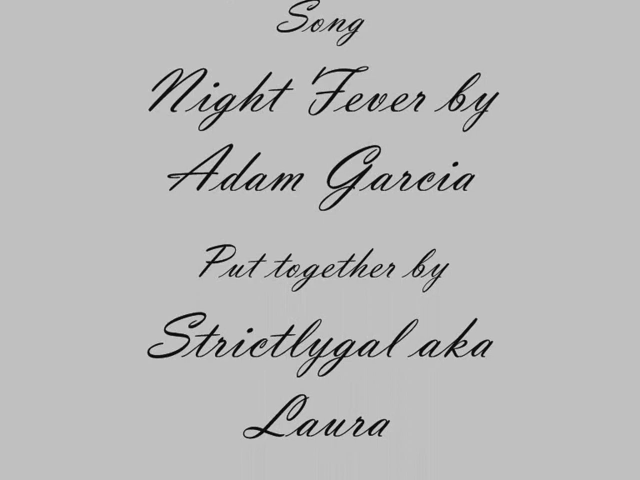 Song
Night Fever by
Adam Garcia
Put together by
Strictlygal aka
Laura